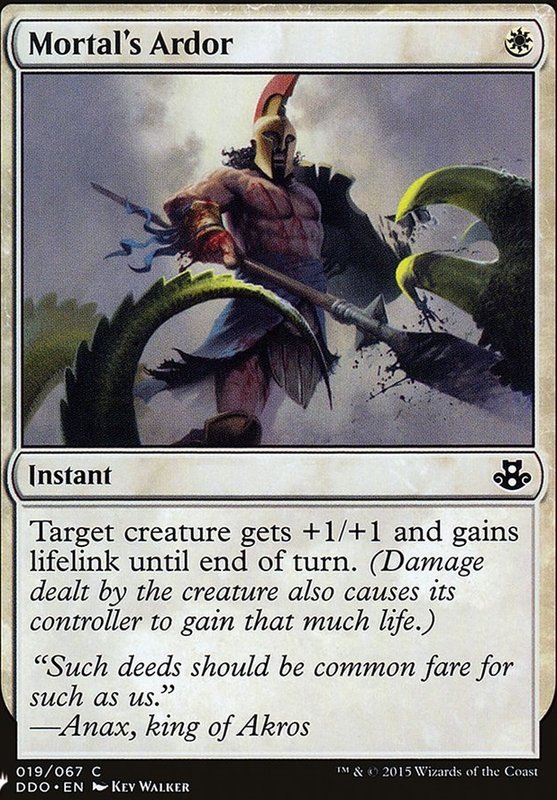 Mortal's Ardor
Instant
Target creature gets +1/+1 and gains
lifelink until end of turn. (Damage
dealt by the creature also causes its
controller to gain that much life.)
“Such deeds should be common fare for
such as us.”
—Anax, king of Akros
019/067 C
DDO • EN Kev Walker
™ & © 2015 Wizards of the Coast